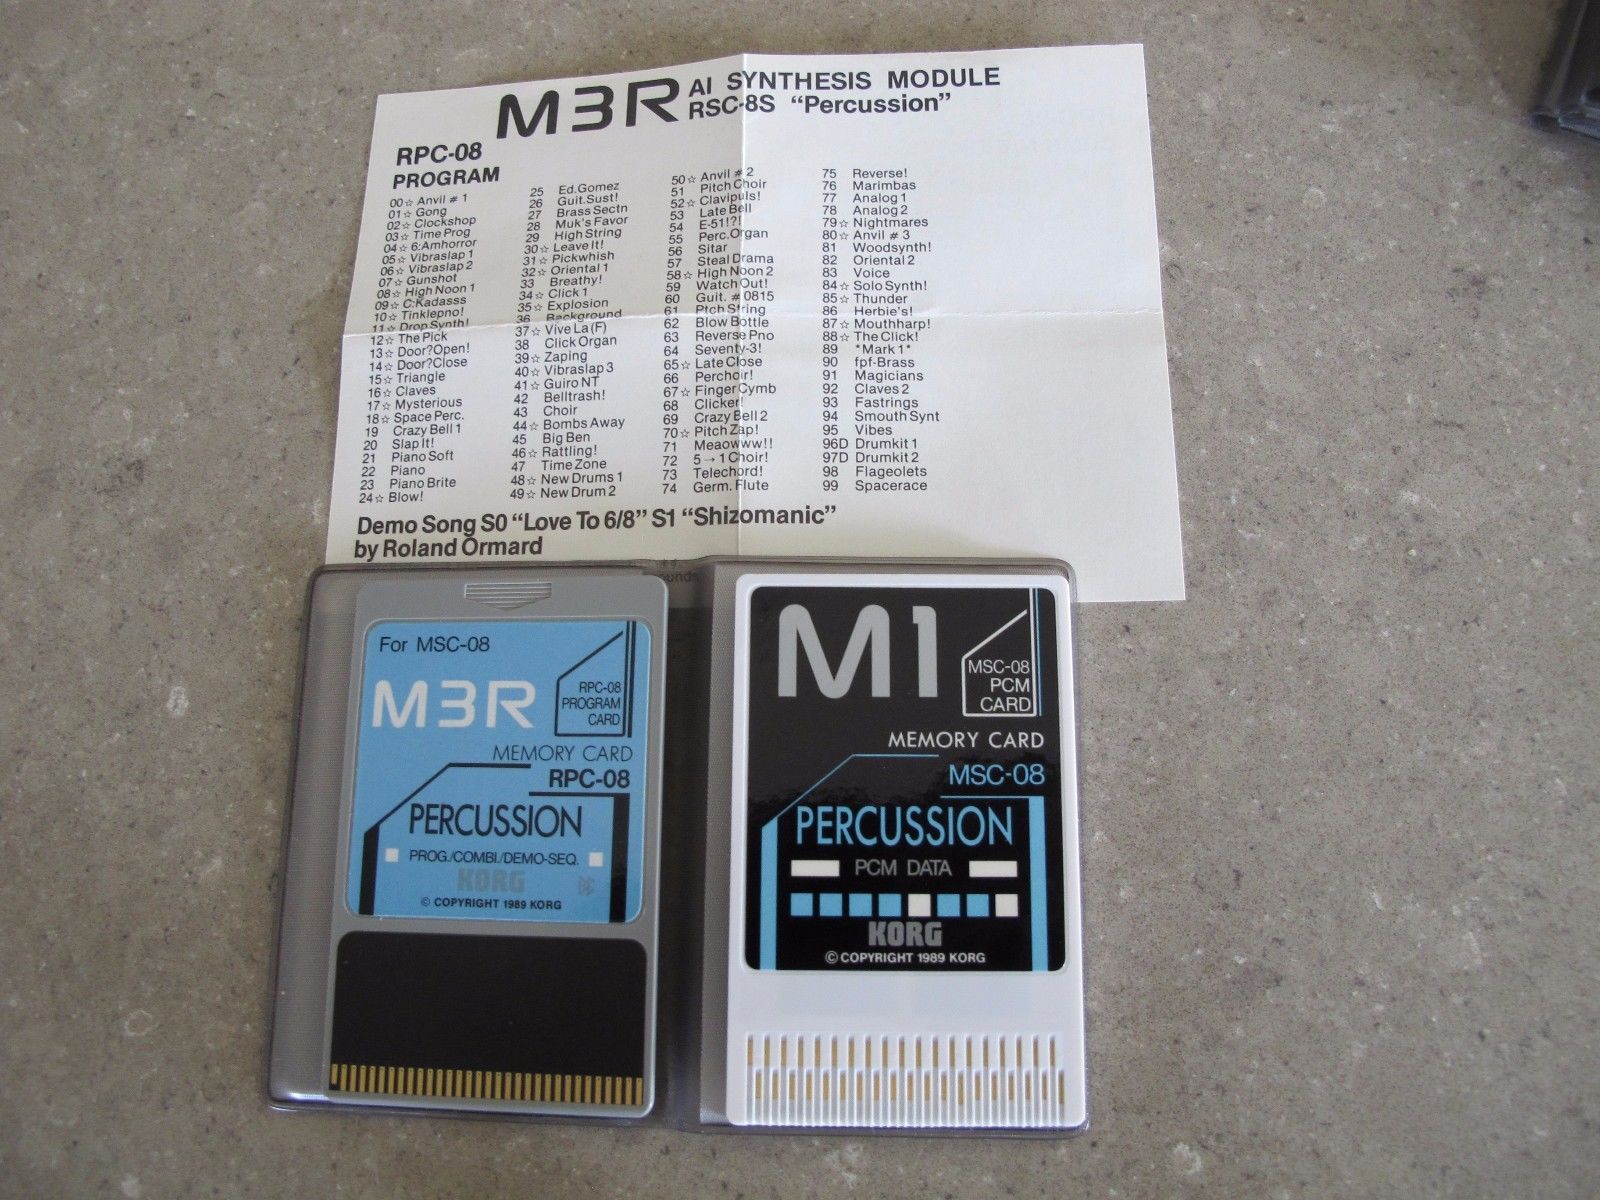 M3R AI SYNTHESIS MODULE
RSC-8S "Percussion"
RPC-08
PROGRAM
00☆ Anvil # 1
01☆ Gong
02☆ Clockshop
03☆ Time Prog
04☆ 6:Amhorror
05☆ Vibraslap 1
06☆ Vibraslap 2
07☆ Gunshot
08☆ High Noon 1
09☆ C:Kadasss
10☆ Tinklepno!
11☆ Drop Synth!
12☆ The Pick
13☆ Door?Open!
14☆ Door?Close
15☆ Triangle
16☆ Claves
17☆ Mysterious
18☆ Space Perc.
19 Crazy Bell 1
20 Slap It!
21 Piano Soft
22 Piano
23 Piano Brite
24☆ Blow!
25 Ed.Gomez
26 Guit.Sust!
27 Brass Sectn
28 Muk's Favor
29 High String
30☆ Leave It!
31☆ Pickwhish
32☆ Oriental 1
33 Breathy!
34☆ Click 1
35☆ Explosion
36 Background
37☆ Vive La (F)
38 Click Organ
39☆ Zaping
40☆ Vibraslap 3
41☆ Guiro NT
42 Belltrash!
43 Choir
44☆ Bombs Away
45 Big Ben
46☆ Rattling!
47 Time Zone
48☆ New Drums 1
49☆ New Drum 2
50☆ Anvil # 2
51 Pitch Choir
52☆ Clavipuls!
53 Late Bell
54 E-51!?!
55 Perc.Organ
56 Sitar
57 Steal Drama
58☆ High Noon 2
59 Watch Out!
60 Guit. # 0815
61 Ptch String
62 Blow Bottle
63 Reverse Pno
64 Seventy-3!
65☆ Late Close
66 Perchoir!
67☆ Finger Cymb
68 Clicker!
69 Crazy Bell 2
70☆ Pitch Zap!
71 Meaowww!!
72 5→1 Choir!
73 Telechord!
74 Germ. Flute
75 Reverse!
76 Marimbas
77 Analog 1
78 Analog 2
79☆ Nightmares
80☆ Anvil # 3
81 Woodsynth!
82 Oriental 2
83 Voice
84☆ Solo Synth!
85☆ Thunder
86 Herbie's!
87☆ Mouthharp!
88☆ The Click!
89 *Mark 1*
90 fpf-Brass
91 Magicians
92 Claves 2
93 Fastrings
94 Smouth Synt
95 Vibes
96D Drumkit 1
97D Drumkit 2
98 Flageolets
99 Spacerace
Demo Song S0 "Love To 6/8" S1 "Shizomanic"
by Roland Ormard
For MSC-08
M3R
RPC-08
PROGRAM
CARD
MEMORY CARD
RPC-08
PERCUSSION
PROG./COMBI./DEMO-SEQ.
KORG
© COPYRIGHT 1989 KORG
M1
MSC-08
PCM
CARD
MEMORY CARD
MSC-08
PERCUSSION
PCM DATA
KORG
© COPYRIGHT 1989 KORG